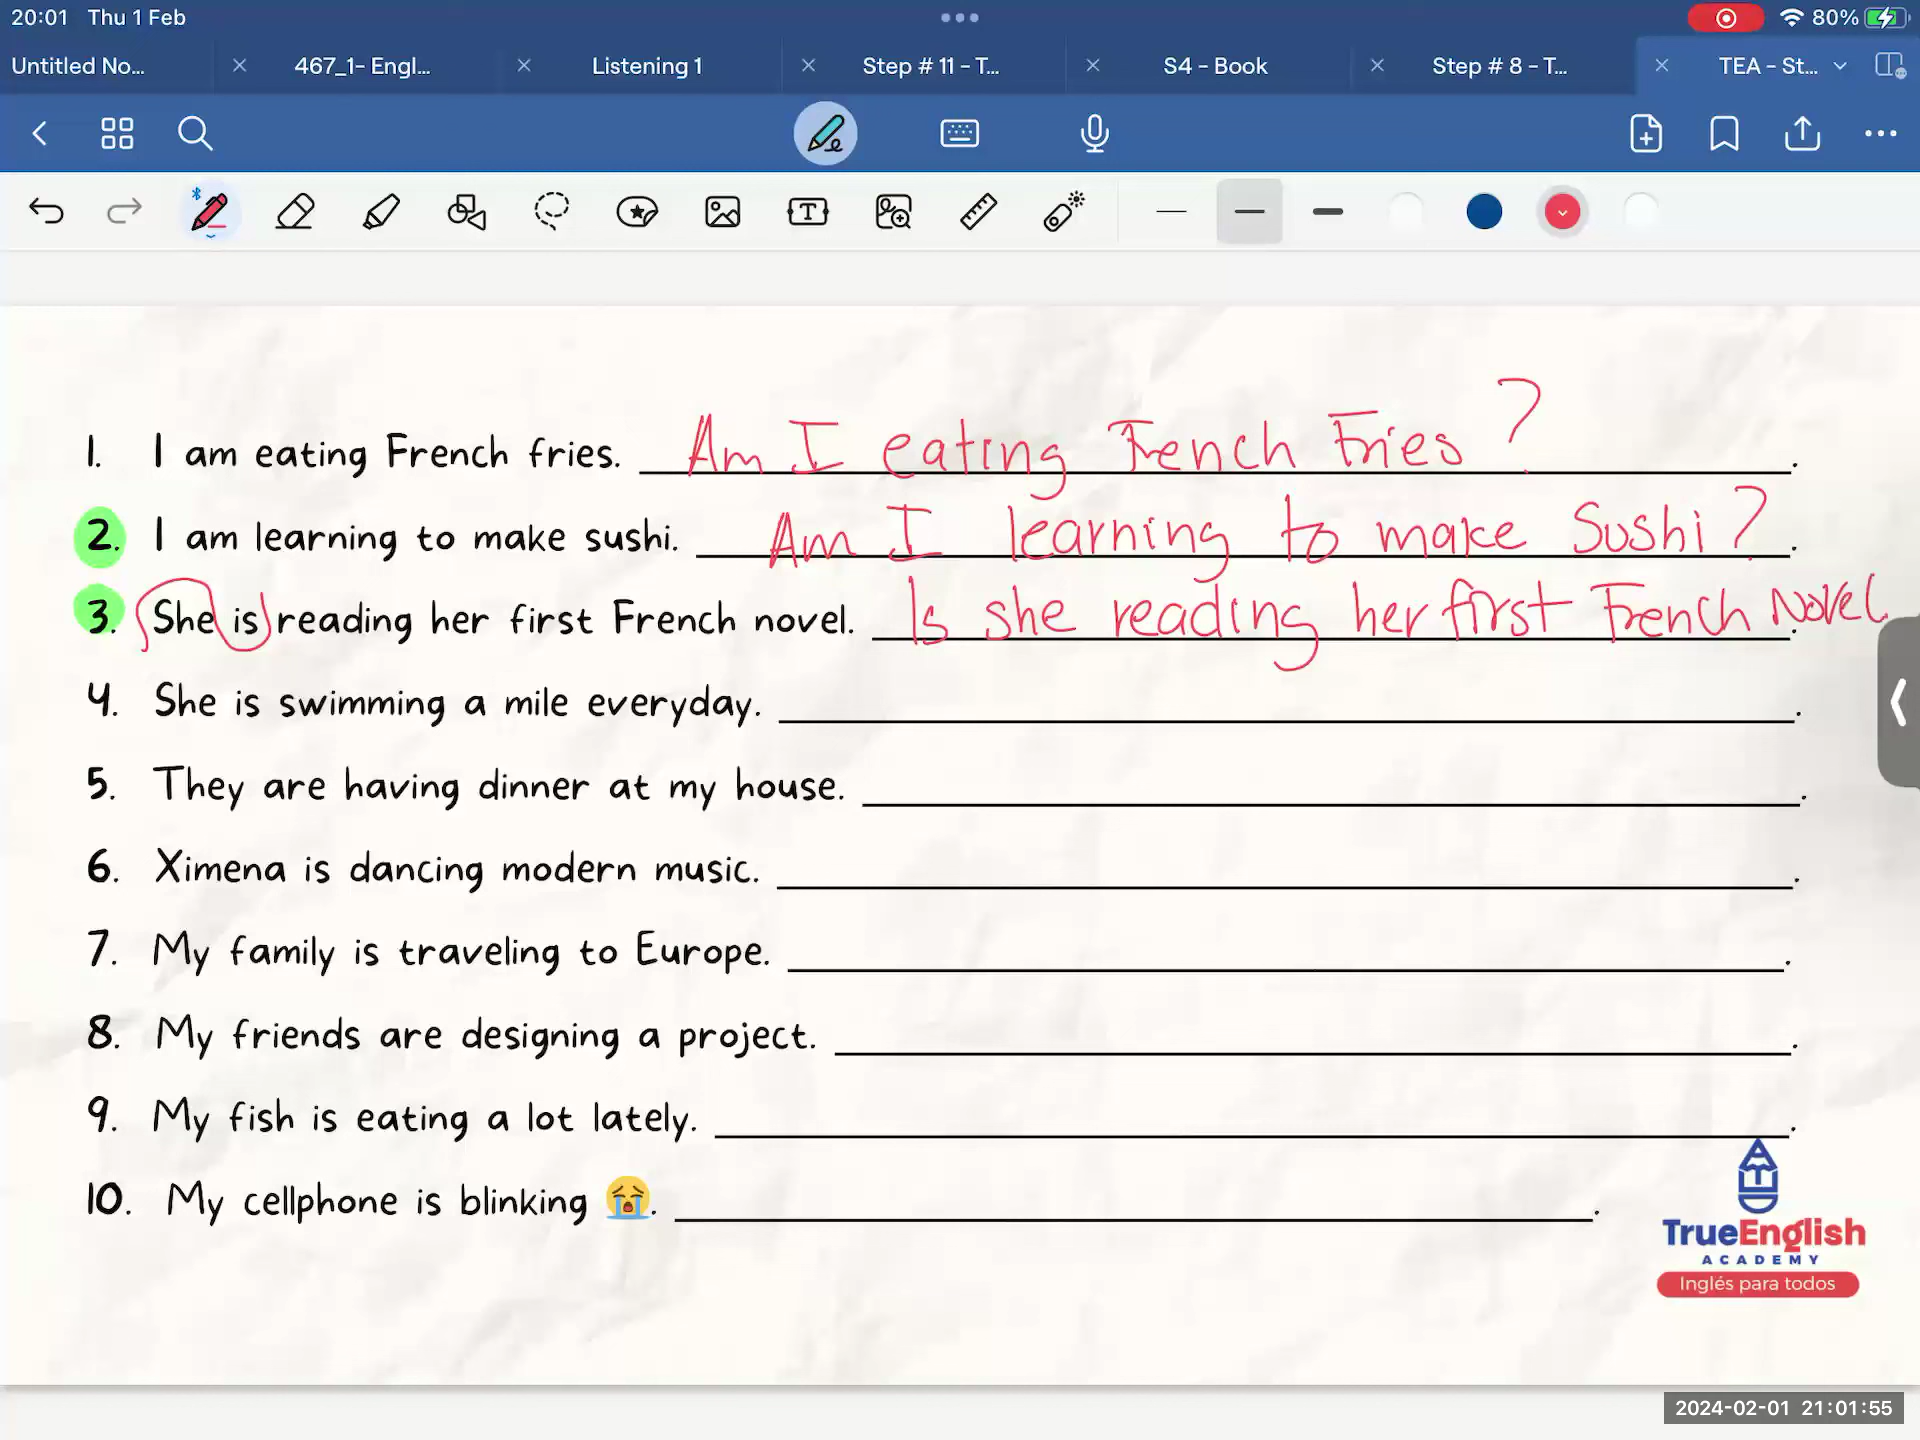 20:01 Thu 1 Feb 80%
Untitled No... 467_1- Engl... Listening 1 Step # 11 - T... S4 - Book Step # 8 - T... TEA - St...
1. I am eating French fries. Am I eating French Fries?.
2. I am learning to make sushi. Am I learning to make Sushi?.
3. She is reading her first French novel. Is she reading her first French Novel.
4. She is swimming a mile everyday. .
5. They are having dinner at my house. .
6. Ximena is dancing modern music. .
7. My family is traveling to Europe. .
8. My friends are designing a project. .
9. My fish is eating a lot lately. .
10. My cellphone is blinking 😭. .
TrueEnglish
ACADEMY
Inglés para todos
2024-02-01 21:01:55